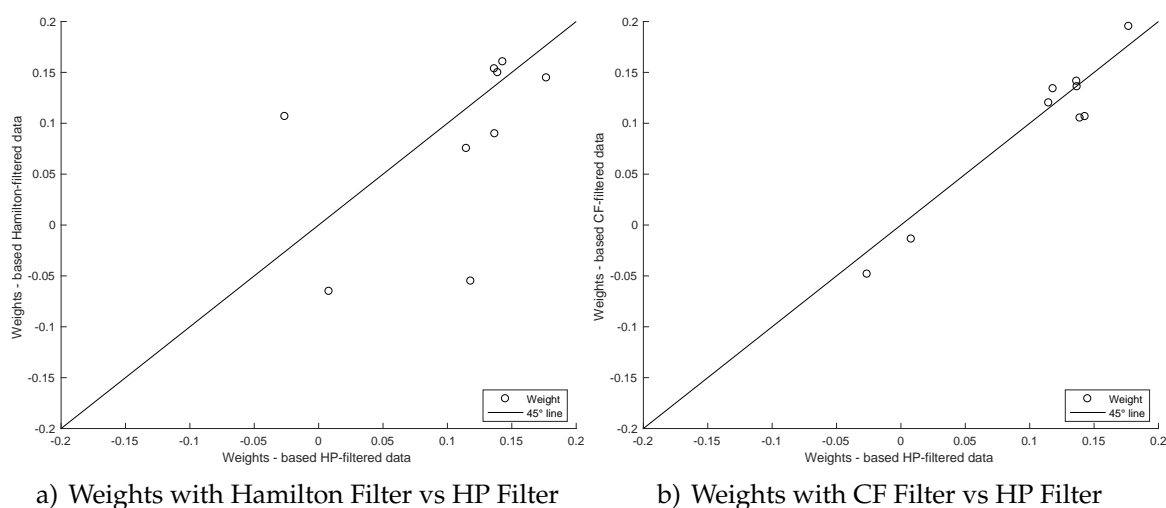 0.2
0.15
0.1
0.05
0
-0.05
-0.1
-0.15
-0.2
Weights - based Hamilton-filtered data
-0.2 -0.15 -0.1 -0.05 0 0.05 0.1 0.15 0.2
Weights - based HP-filtered data
Weight
45° line
a) Weights with Hamilton Filter vs HP Filter
0.2
0.15
0.1
0.05
0
-0.05
-0.1
-0.15
-0.2
Weights - based CF-filtered data
-0.2 -0.15 -0.1 -0.05 0 0.05 0.1 0.15 0.2
Weights - based HP-filtered data
Weight
45° line
b) Weights with CF Filter vs HP Filter